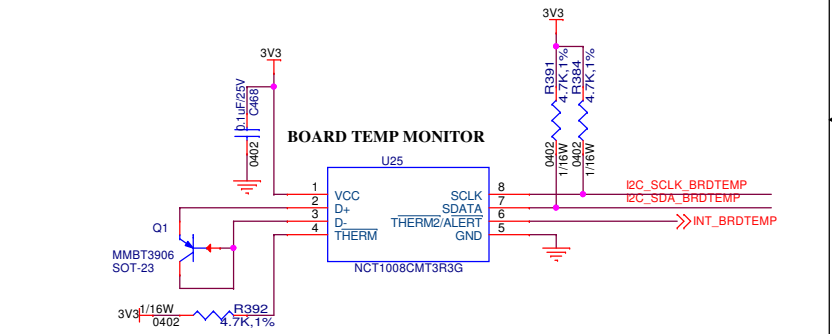 3V3
3V3
0.1uF/25V
C468
0402
R391
4.7K,1%
R384
4.7K,1%
0402
1/16W
0402
1/16W
BOARD TEMP MONITOR
U25
1 VCC
2 D+
3 D-
4 THERM
SCLK 8
SDATA 7
THERM2/ALERT 6
GND 5
NCT1008CMT3R3G
I2C_SCLK_BRDTEMP
I2C_SDA_BRDTEMP
INT_BRDTEMP
Q1
MMBT3906
SOT-23
3V3
1/16W
0402
R392
4.7K,1%